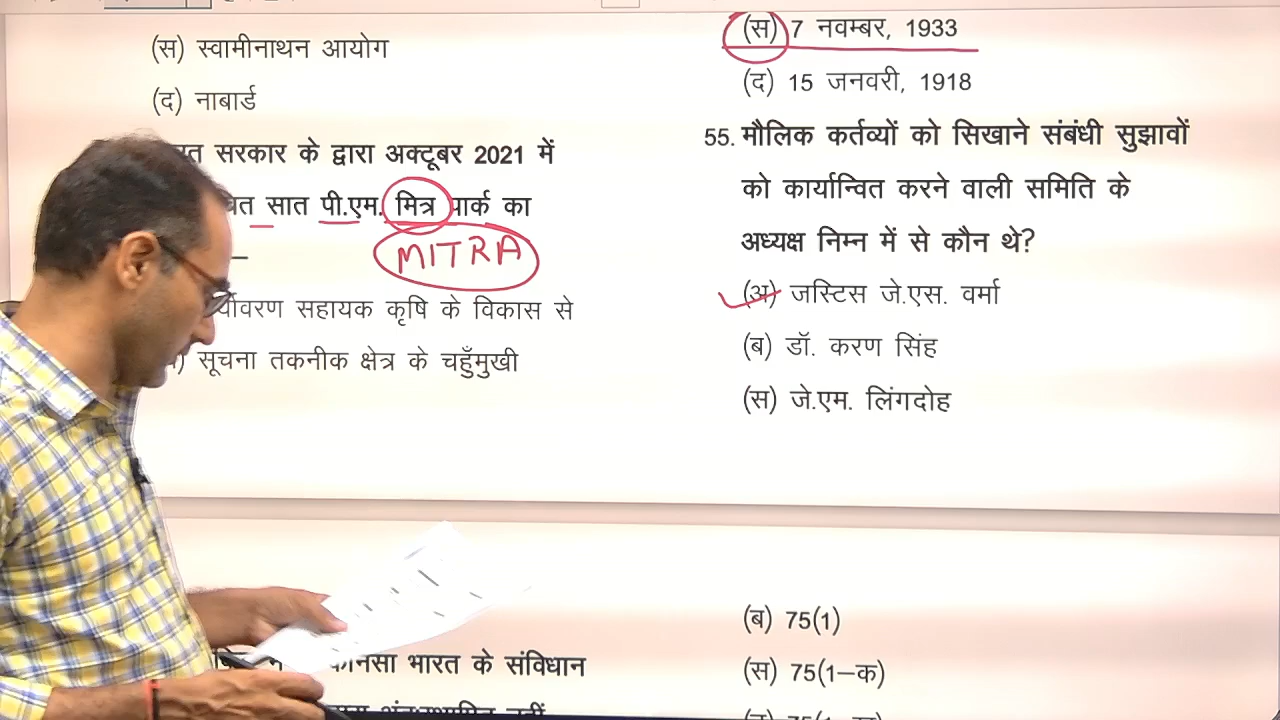 (स) स्वामीनाथन आयोग
(द) नाबार्ड
सरकार के द्वारा अक्टूबर 2021 में
सात पी.एम. मित्र पार्क का
MITRA
सहायक कृषि के विकास से
सूचना तकनीक क्षेत्र के चहुँमुखी
भारत के संविधान
(स) 7 नवम्बर, 1933
(द) 15 जनवरी, 1918
55. मौलिक कर्तव्यों को सिखाने संबंधी सुझावों
को कार्यान्वित करने वाली समिति के
अध्यक्ष निम्न में से कौन थे?
(अ) जस्टिस जे.एस. वर्मा
(ब) डॉ. करण सिंह
(स) जे.एम. लिंगदोह
(ब) 75(1)
(स) 75(1–क)